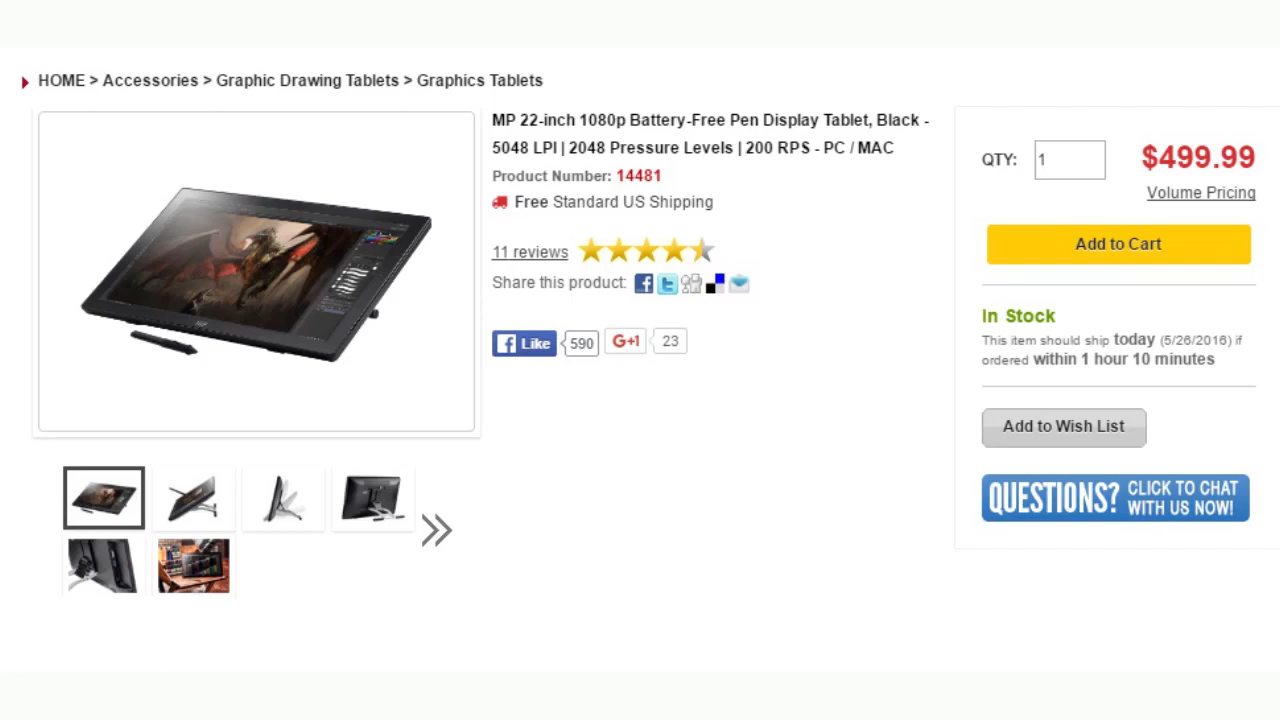 HOME > Accessories > Graphic Drawing Tablets > Graphics Tablets
MP 22-inch 1080p Battery-Free Pen Display Tablet, Black -
5048 LPI | 2048 Pressure Levels | 200 RPS - PC / MAC
Product Number: 14481
Free Standard US Shipping
11 reviews
Share this product:
Like 590 G+1 23
QTY: 1 $499.99
Volume Pricing
Add to Cart
In Stock
This item should ship today (5/26/2016) if
ordered within 1 hour 10 minutes
Add to Wish List
QUESTIONS? CLICK TO CHAT
WITH US NOW!